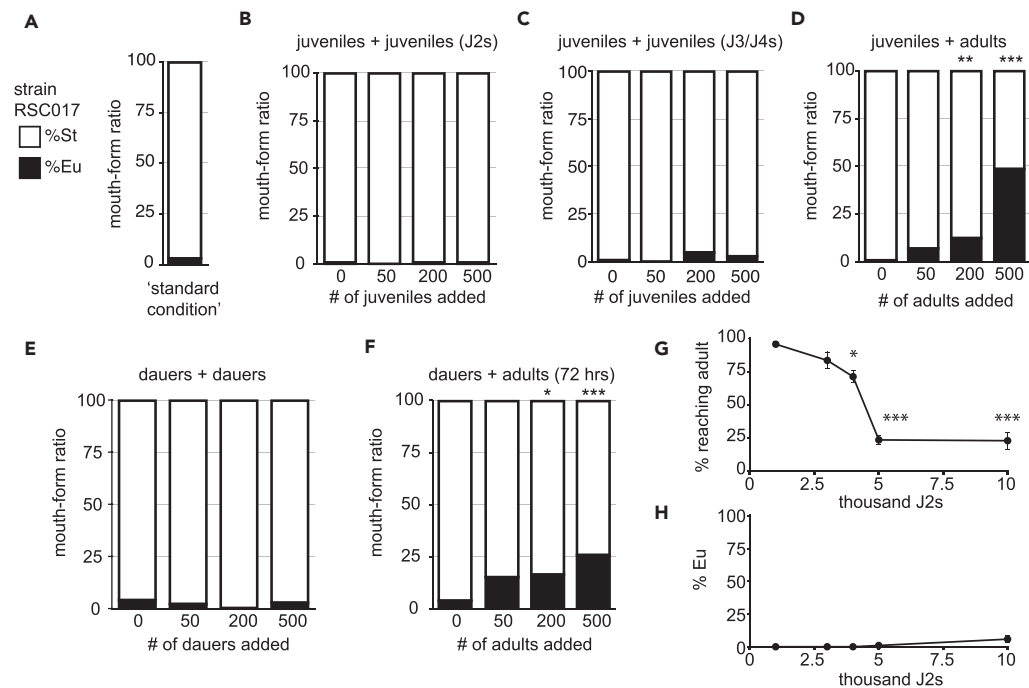 A
strain
RSC017
%St
%Eu
mouth-form ratio
100
75
50
25
0
‘standard
condition’
B
juveniles + juveniles (J2s)
mouth-form ratio
100
75
50
25
0
0 50 200 500
# of juveniles added
C
juveniles + juveniles (J3/J4s)
mouth-form ratio
100
75
50
25
0
0 50 200 500
# of juveniles added
D
juveniles + adults
** ***
mouth-form ratio
100
75
50
25
0
0 50 200 500
# of adults added
E
dauers + dauers
mouth-form ratio
100
75
50
25
0
0 50 200 500
# of dauers added
F
dauers + adults (72 hrs)
* ***
mouth-form ratio
100
75
50
25
0
0 50 200 500
# of adults added
G
% reaching adult
100
75
50
25
0
* *** ***
0 2.5 5 7.5 10
thousand J2s
H
% Eu
100
75
50
25
0
0 2.5 5 7.5 10
thousand J2s